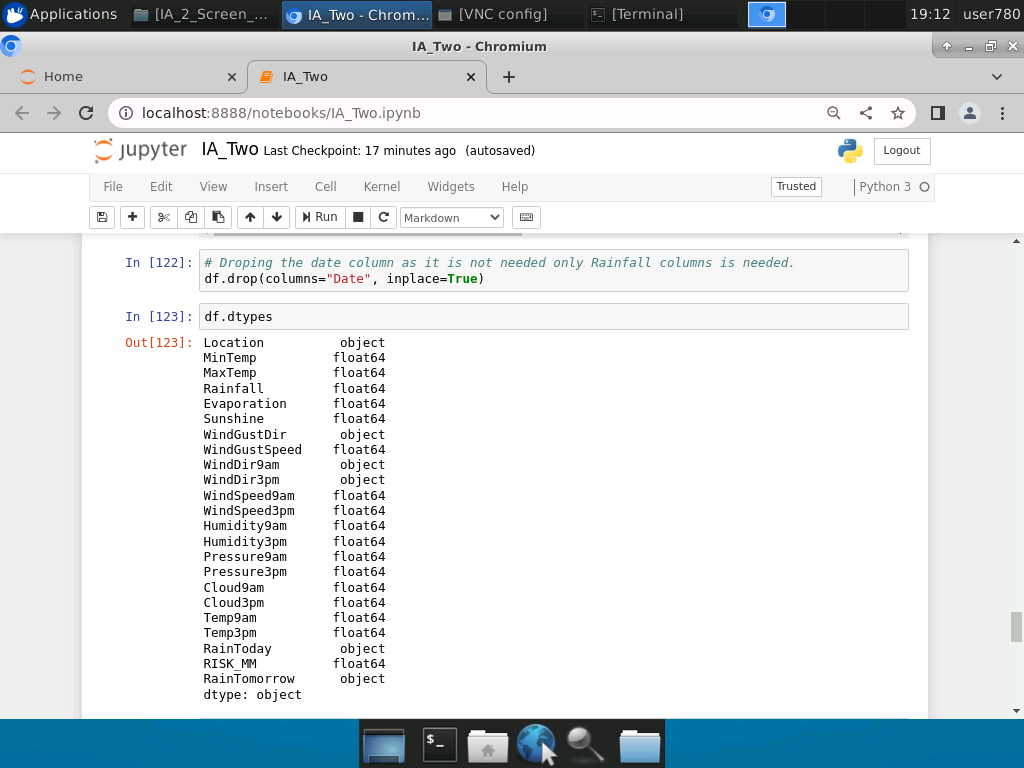 Applications [IA_2_Screen_... IA_Two - Chrom... [VNC config] [Terminal] 19:12 user780
IA_Two - Chromium
Home IA_Two
localhost:8888/notebooks/IA_Two.ipynb
jupyter IA_Two Last Checkpoint: 17 minutes ago (autosaved) Logout
File Edit View Insert Cell Kernel Widgets Help Trusted Python 3
Run Markdown
In [122]: # Droping the date column as it is not needed only Rainfall columns is needed.
df.drop(columns="Date", inplace=True)
In [123]: df.dtypes
Out[123]: Location object
MinTemp float64
MaxTemp float64
Rainfall float64
Evaporation float64
Sunshine float64
WindGustDir object
WindGustSpeed float64
WindDir9am object
WindDir3pm object
WindSpeed9am float64
WindSpeed3pm float64
Humidity9am float64
Humidity3pm float64
Pressure9am float64
Pressure3pm float64
Cloud9am float64
Cloud3pm float64
Temp9am float64
Temp3pm float64
RainToday object
RISK_MM float64
RainTomorrow object
dtype: object
$_